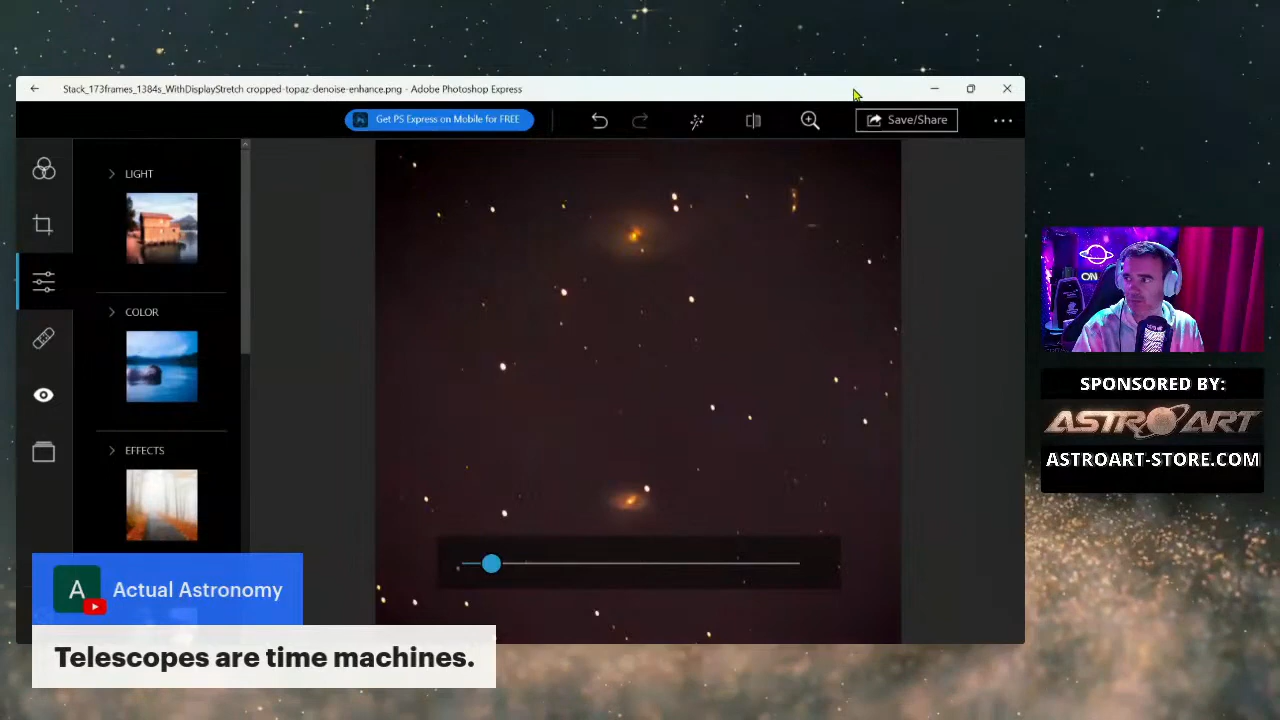 Stack_173frames_1384s_WithDisplayStretch cropped-topaz-denoise-enhance.png - Adobe Photoshop Express
Get PS Express on Mobile for FREE
Save/Share
LIGHT
COLOR
EFFECTS
ON
SPONSORED BY:
ASTROART
ASTROART-STORE.COM
A
Actual Astronomy
Telescopes are time machines.